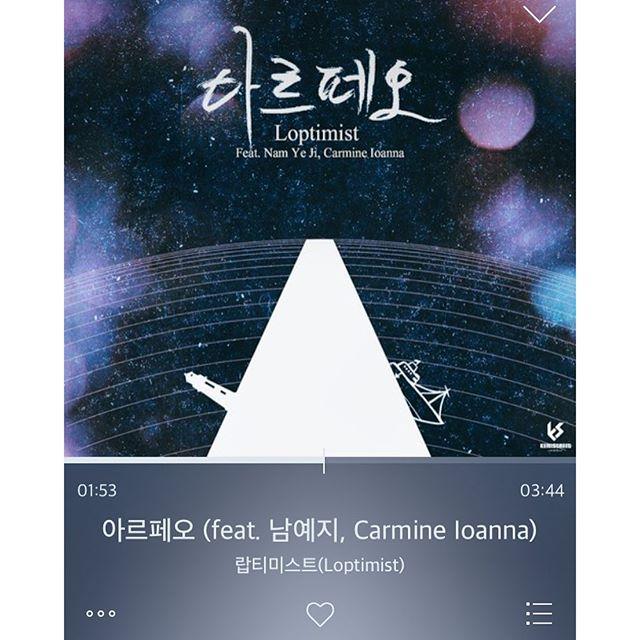 아르페오
Loptimist
Feat. Nam Ye Ji, Carmine Ioanna
01:53
03:44
아르페오 (feat. 남예지, Carmine Ioanna)
랍티미스트(Loptimist)